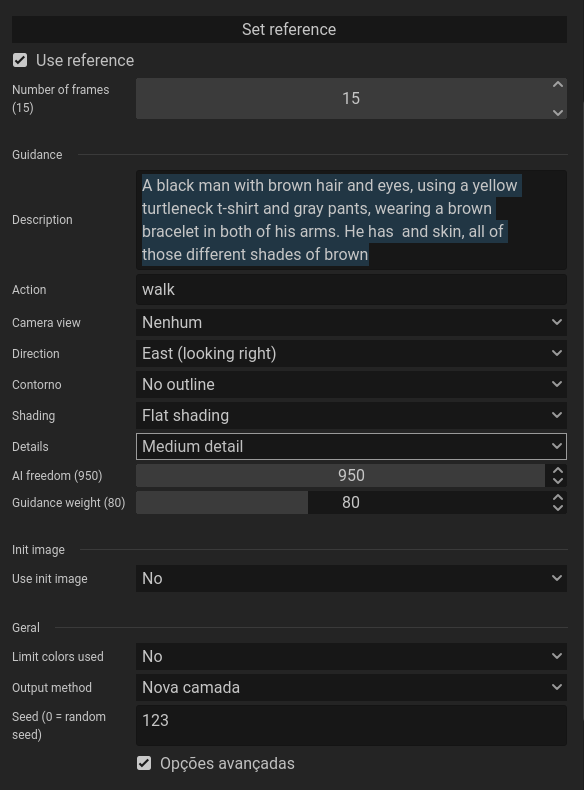 Set reference
Use reference
Number of frames
(15)
15
Guidance
Description
A black man with brown hair and eyes, using a yellow
turtleneck t-shirt and gray pants, wearing a brown
bracelet in both of his arms. He has  and skin, all of
those different shades of brown
Action
walk
Camera view
Nenhum
Direction
East (looking right)
Contorno
No outline
Shading
Flat shading
Details
Medium detail
AI freedom (950)
950
Guidance weight (80)
80
Init image
Use init image
No
Geral
Limit colors used
No
Output method
Nova camada
Seed (0 = random
seed)
123
Opções avançadas